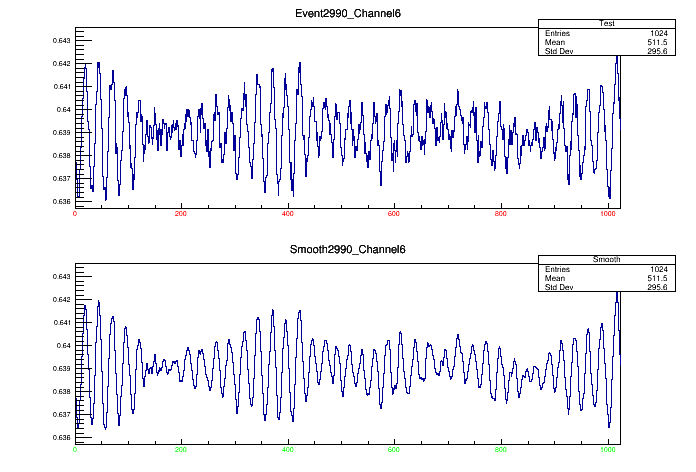 Event2990_Channel6
Test
Entries 1024
Mean 511.5
Std Dev 295.6
0.643
0.642
0.641
0.64
0.639
0.638
0.637
0.636
0 200 400 600 800 1000
Smooth2990_Channel6
Smooth
Entries 1024
Mean 511.5
Std Dev 295.6
0.643
0.642
0.641
0.64
0.639
0.638
0.637
0.636
0 200 400 600 800 1000